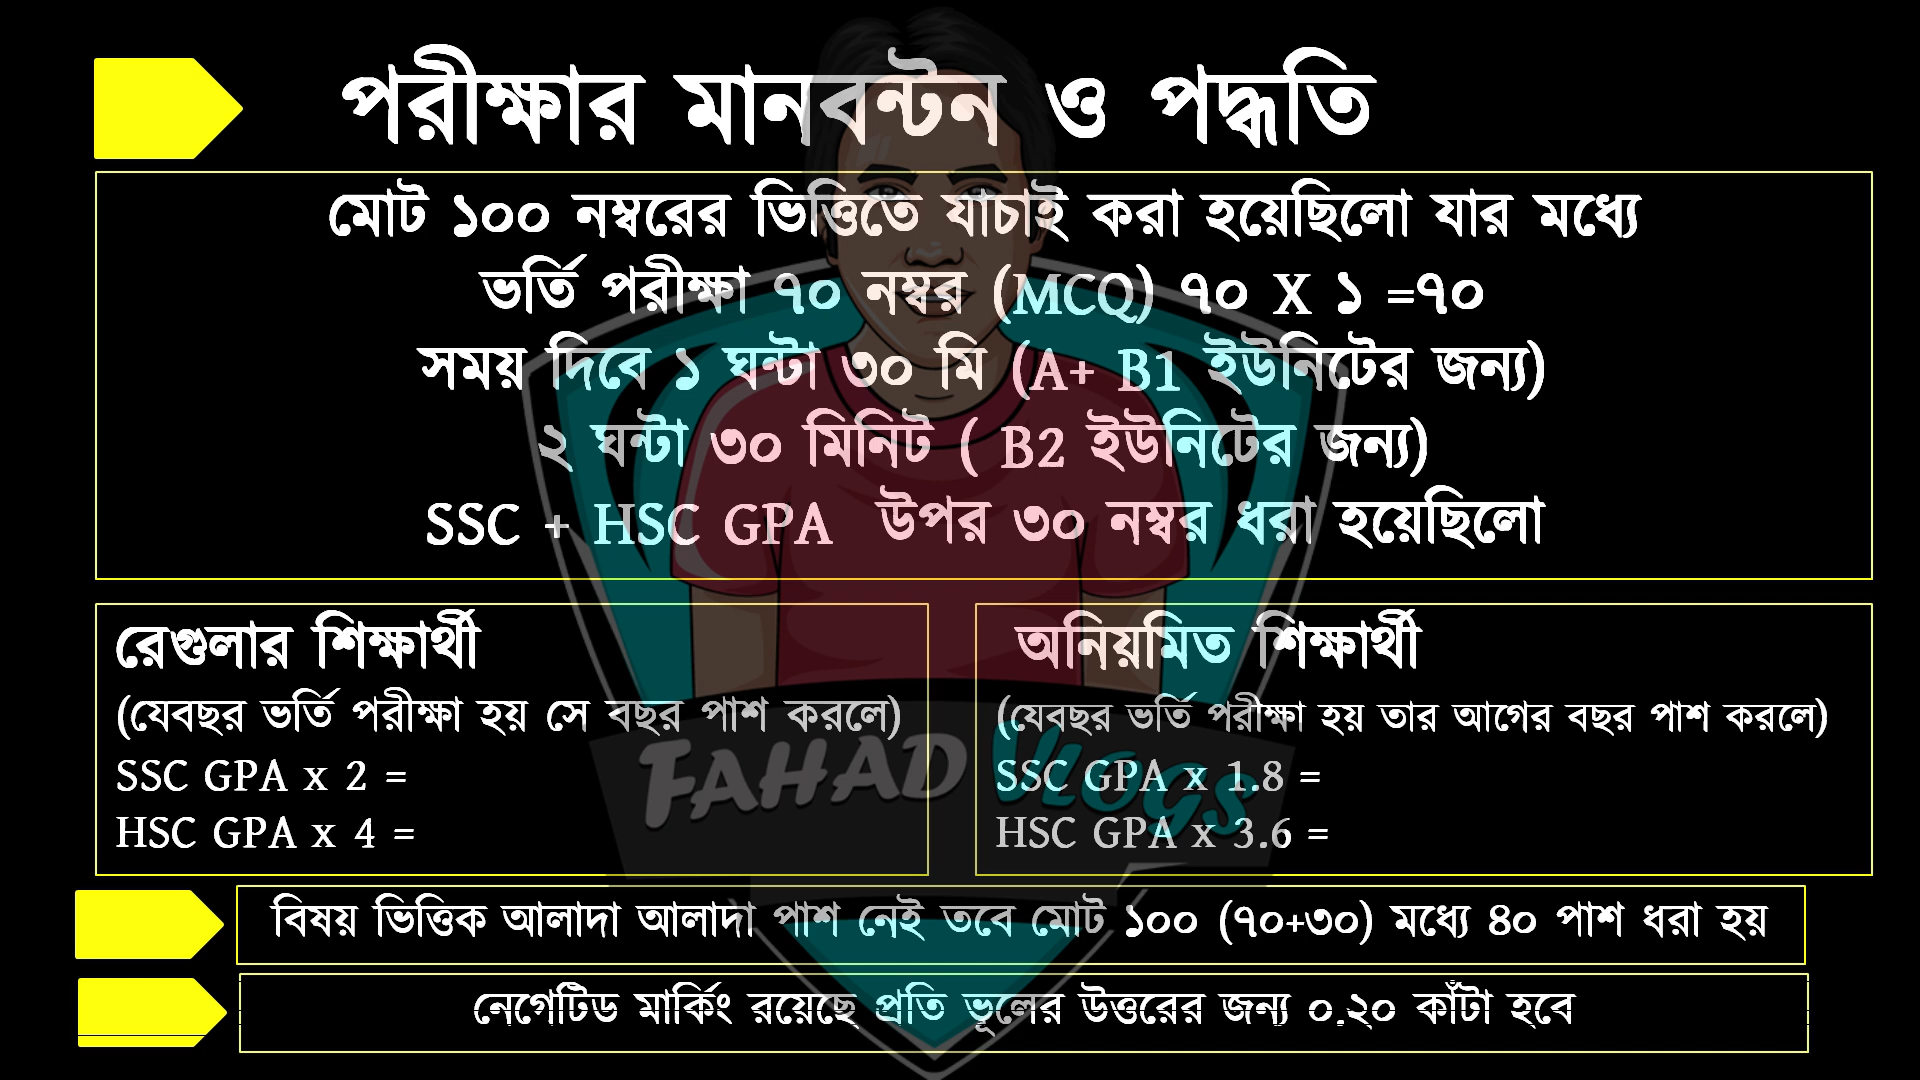 পরীক্ষার মানবন্টন ও পদ্ধতি
মোট ১০০ নম্বরের ভিত্তিতে যাচাই করা হয়েছিলো যার মধ্যে
ভর্তি পরীক্ষা ৭০ নম্বর (MCQ) ৭০ X ১ =৭০
সময় দিবে ১ ঘন্টা ৩০ মি (A+ B1 ইউনিটের জন্য)
২ ঘন্টা ৩০ মিনিট ( B2 ইউনিটের জন্য)
SSC + HSC GPA উপর ৩০ নম্বর ধরা হয়েছিলো
রেগুলার শিক্ষার্থী
(যেবছর ভর্তি পরীক্ষা হয় সে বছর পাশ করলে)
SSC GPA x 2 =
HSC GPA x 4 =
অনিয়মিত শিক্ষার্থী
(যেবছর ভর্তি পরীক্ষা হয় তার আগের বছর পাশ করলে)
SSC GPA x 1.8 =
HSC GPA x 3.6 =
FAHAD VLOGS
বিষয় ভিত্তিক আলাদা আলাদা পাশ নেই তবে মোট ১০০ (৭০+৩০) মধ্যে ৪০ পাশ ধরা হয়
নেগেটিভ মার্কিং রয়েছে প্রতি ভূলের উত্তরের জন্য ০.২০ কাঁটা হবে